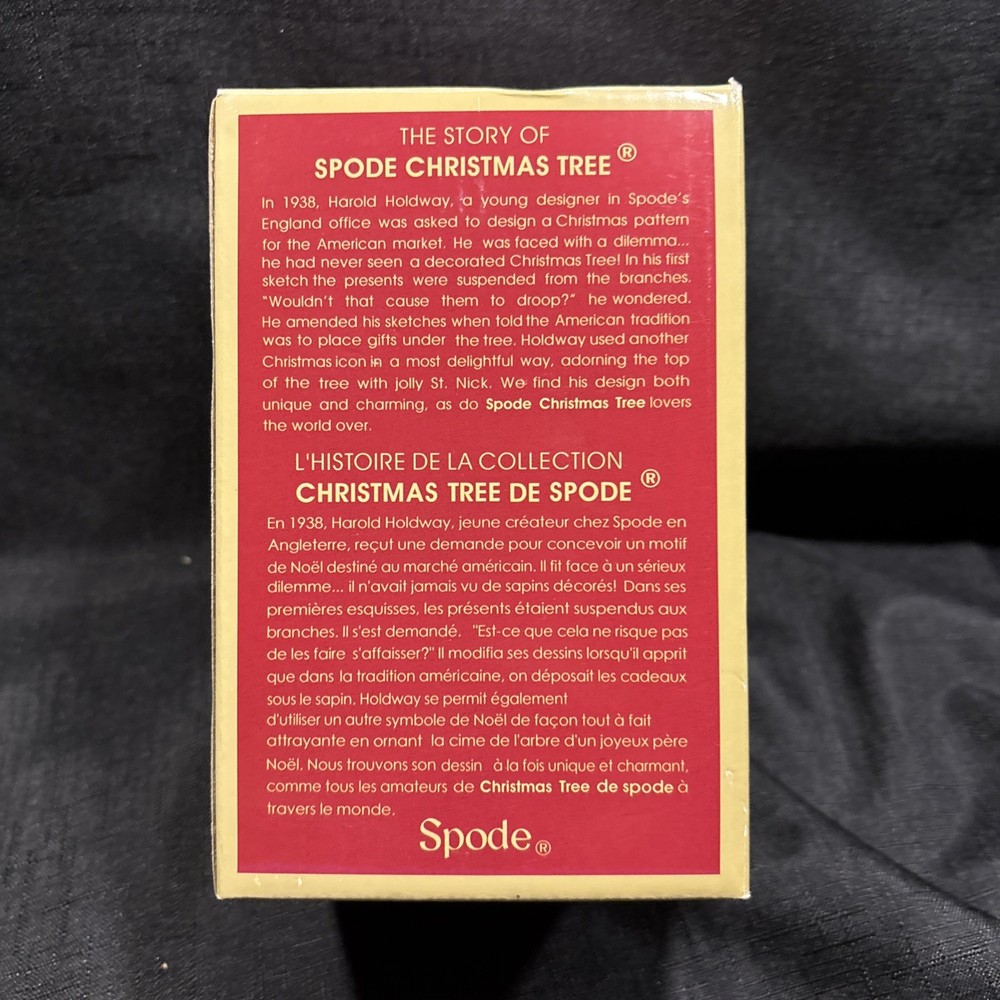 THE STORY OF
SPODE CHRISTMAS TREE ®
In 1938, Harold Holdway, a young designer in Spode's
England office was asked to design a Christmas pattern
for the American market. He was faced with a dilemma...
he had never seen a decorated Christmas Tree! In his first
sketch the presents were suspended from the branches.
"Wouldn't that cause them to droop?" he wondered.
He amended his sketches when told the American tradition
was to place gifts under the tree. Holdway used another
Christmas icon in a most delightful way, adorning the top
of the tree with jolly St. Nick. We find his design both
unique and charming, as do Spode Christmas Tree lovers
the world over.
L'HISTOIRE DE LA COLLECTION
CHRISTMAS TREE DE SPODE ®
En 1938, Harold Holdway, jeune créateur chez Spode en
Angleterre, reçut une demande pour concevoir un motif
de Noël destiné au marché américain. Il fit face à un sérieux
dilemme... il n'avait jamais vu de sapins décorés! Dans ses
premières esquisses, les présents étaient suspendus aux
branches. Il s'est demandé. "Est-ce que cela ne risque pas
de les faire s'affaisser?" Il modifia ses dessins lorsqu'il apprit
que dans la tradition américaine, on déposait les cadeaux
sous le sapin. Holdway se permit également
d'utiliser un autre symbole de Noël de façon tout à fait
attrayante en ornant la cime de l'arbre d'un joyeux père
Noël. Nous trouvons son dessin à la fois unique et charmant,
comme tous les amateurs de Christmas Tree de spode à
travers le monde.
Spode®